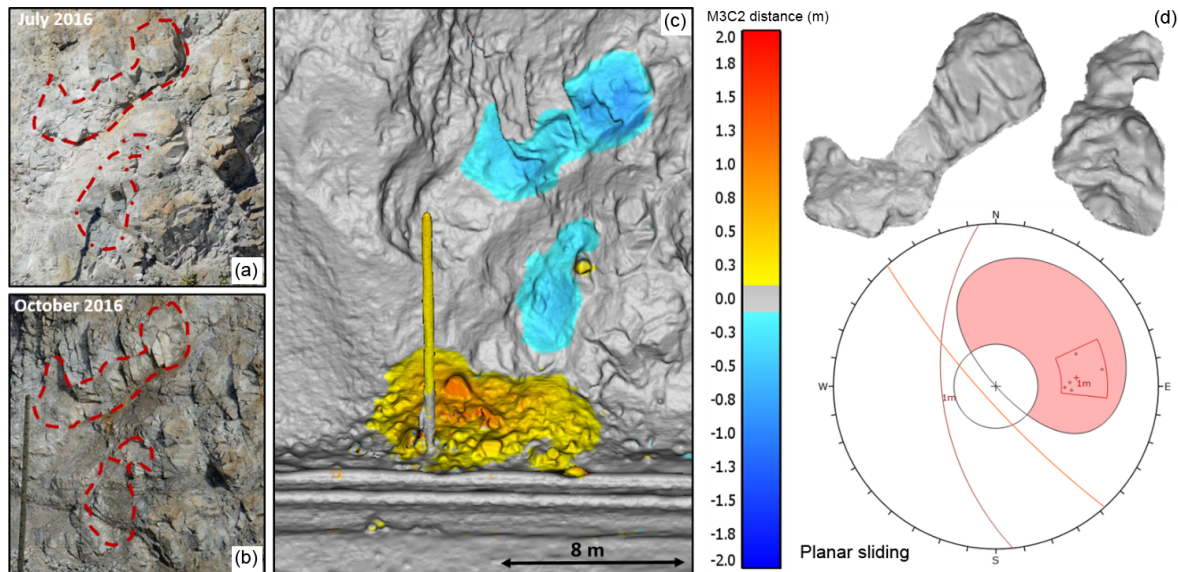 July 2016
(a)
October 2016
(b)
(c)
8 m
M3C2 distance (m)
2.0
1.8
1.5
1.3
1.0
0.8
0.5
0.3
0.0
-0.3
-0.5
-0.8
-1.0
-1.3
-1.5
-1.8
-2.0
(d)
N
W
E
S
1m
1m
Planar sliding